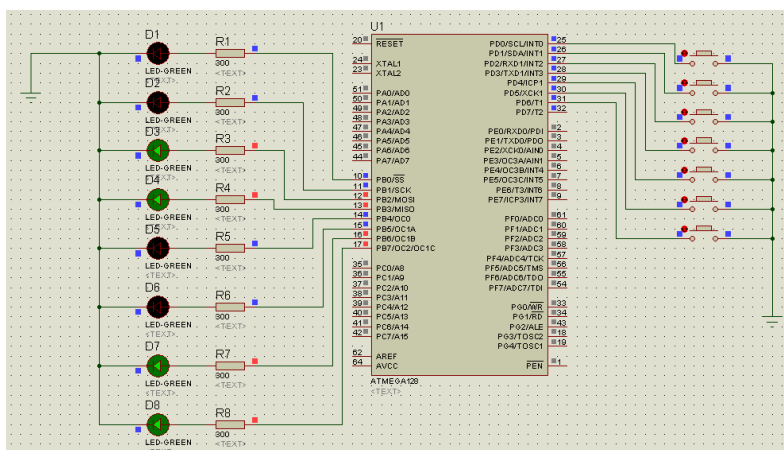 D1
LED-GREEN
<TEXT>
R1
300
<TEXT>
D2
LED-GREEN
<TEXT>
R2
300
<TEXT>
D3
LED-GREEN
<TEXT>
R3
300
<TEXT>
D4
LED-GREEN
<TEXT>
R4
300
<TEXT>
D5
LED-GREEN
<TEXT>
R5
300
<TEXT>
D6
LED-GREEN
<TEXT>
R6
300
<TEXT>
D7
LED-GREEN
<TEXT>
R7
300
<TEXT>
D8
LED-GREEN
<TEXT>
R8
300
<TEXT>
U1
20 RESET
24 XTAL1
23 XTAL2
51 PA0/AD0
50 PA1/AD1
49 PA2/AD2
48 PA3/AD3
47 PA4/AD4
46 PA5/AD5
45 PA6/AD6
44 PA7/AD7
10 PB0/SS
11 PB1/SCK
12 PB2/MOSI
13 PB3/MISO
14 PB4/OC0
15 PB5/OC1A
16 PB6/OC1B
17 PB7/OC2/OC1C
35 PC0/A8
36 PC1/A9
37 PC2/A10
38 PC3/A11
39 PC4/A12
40 PC5/A13
41 PC6/A14
42 PC7/A15
62 AREF
64 AVCC
PD0/SCL/INT0 25
PD1/SDA/INT1 26
PD2/RXD1/INT2 27
PD3/TXD1/INT3 28
PD4/ICP1 29
PD5/XCK1 30
PD6/T1 31
PD7/T2 32
PE0/RXD0/PDI 2
PE1/TXD0/PDO 3
PE2/XCK0/AIN0 4
PE3/OC3A/AIN1 5
PE4/OC3B/INT4 6
PE5/OC3C/INT5 7
PE6/T3/INT6 8
PE7/ICP3/INT7 9
PF0/ADC0 61
PF1/ADC1 60
PF2/ADC2 59
PF3/ADC3 58
PF4/ADC4/TCK 57
PF5/ADC5/TMS 56
PF6/ADC6/TDO 55
PF7/ADC7/TDI 54
PG0/WR 33
PG1/RD 34
PG2/ALE 43
PG3/TOSC2 18
PG4/TOSC1 19
PEN 1
ATMEGA128
<TEXT>